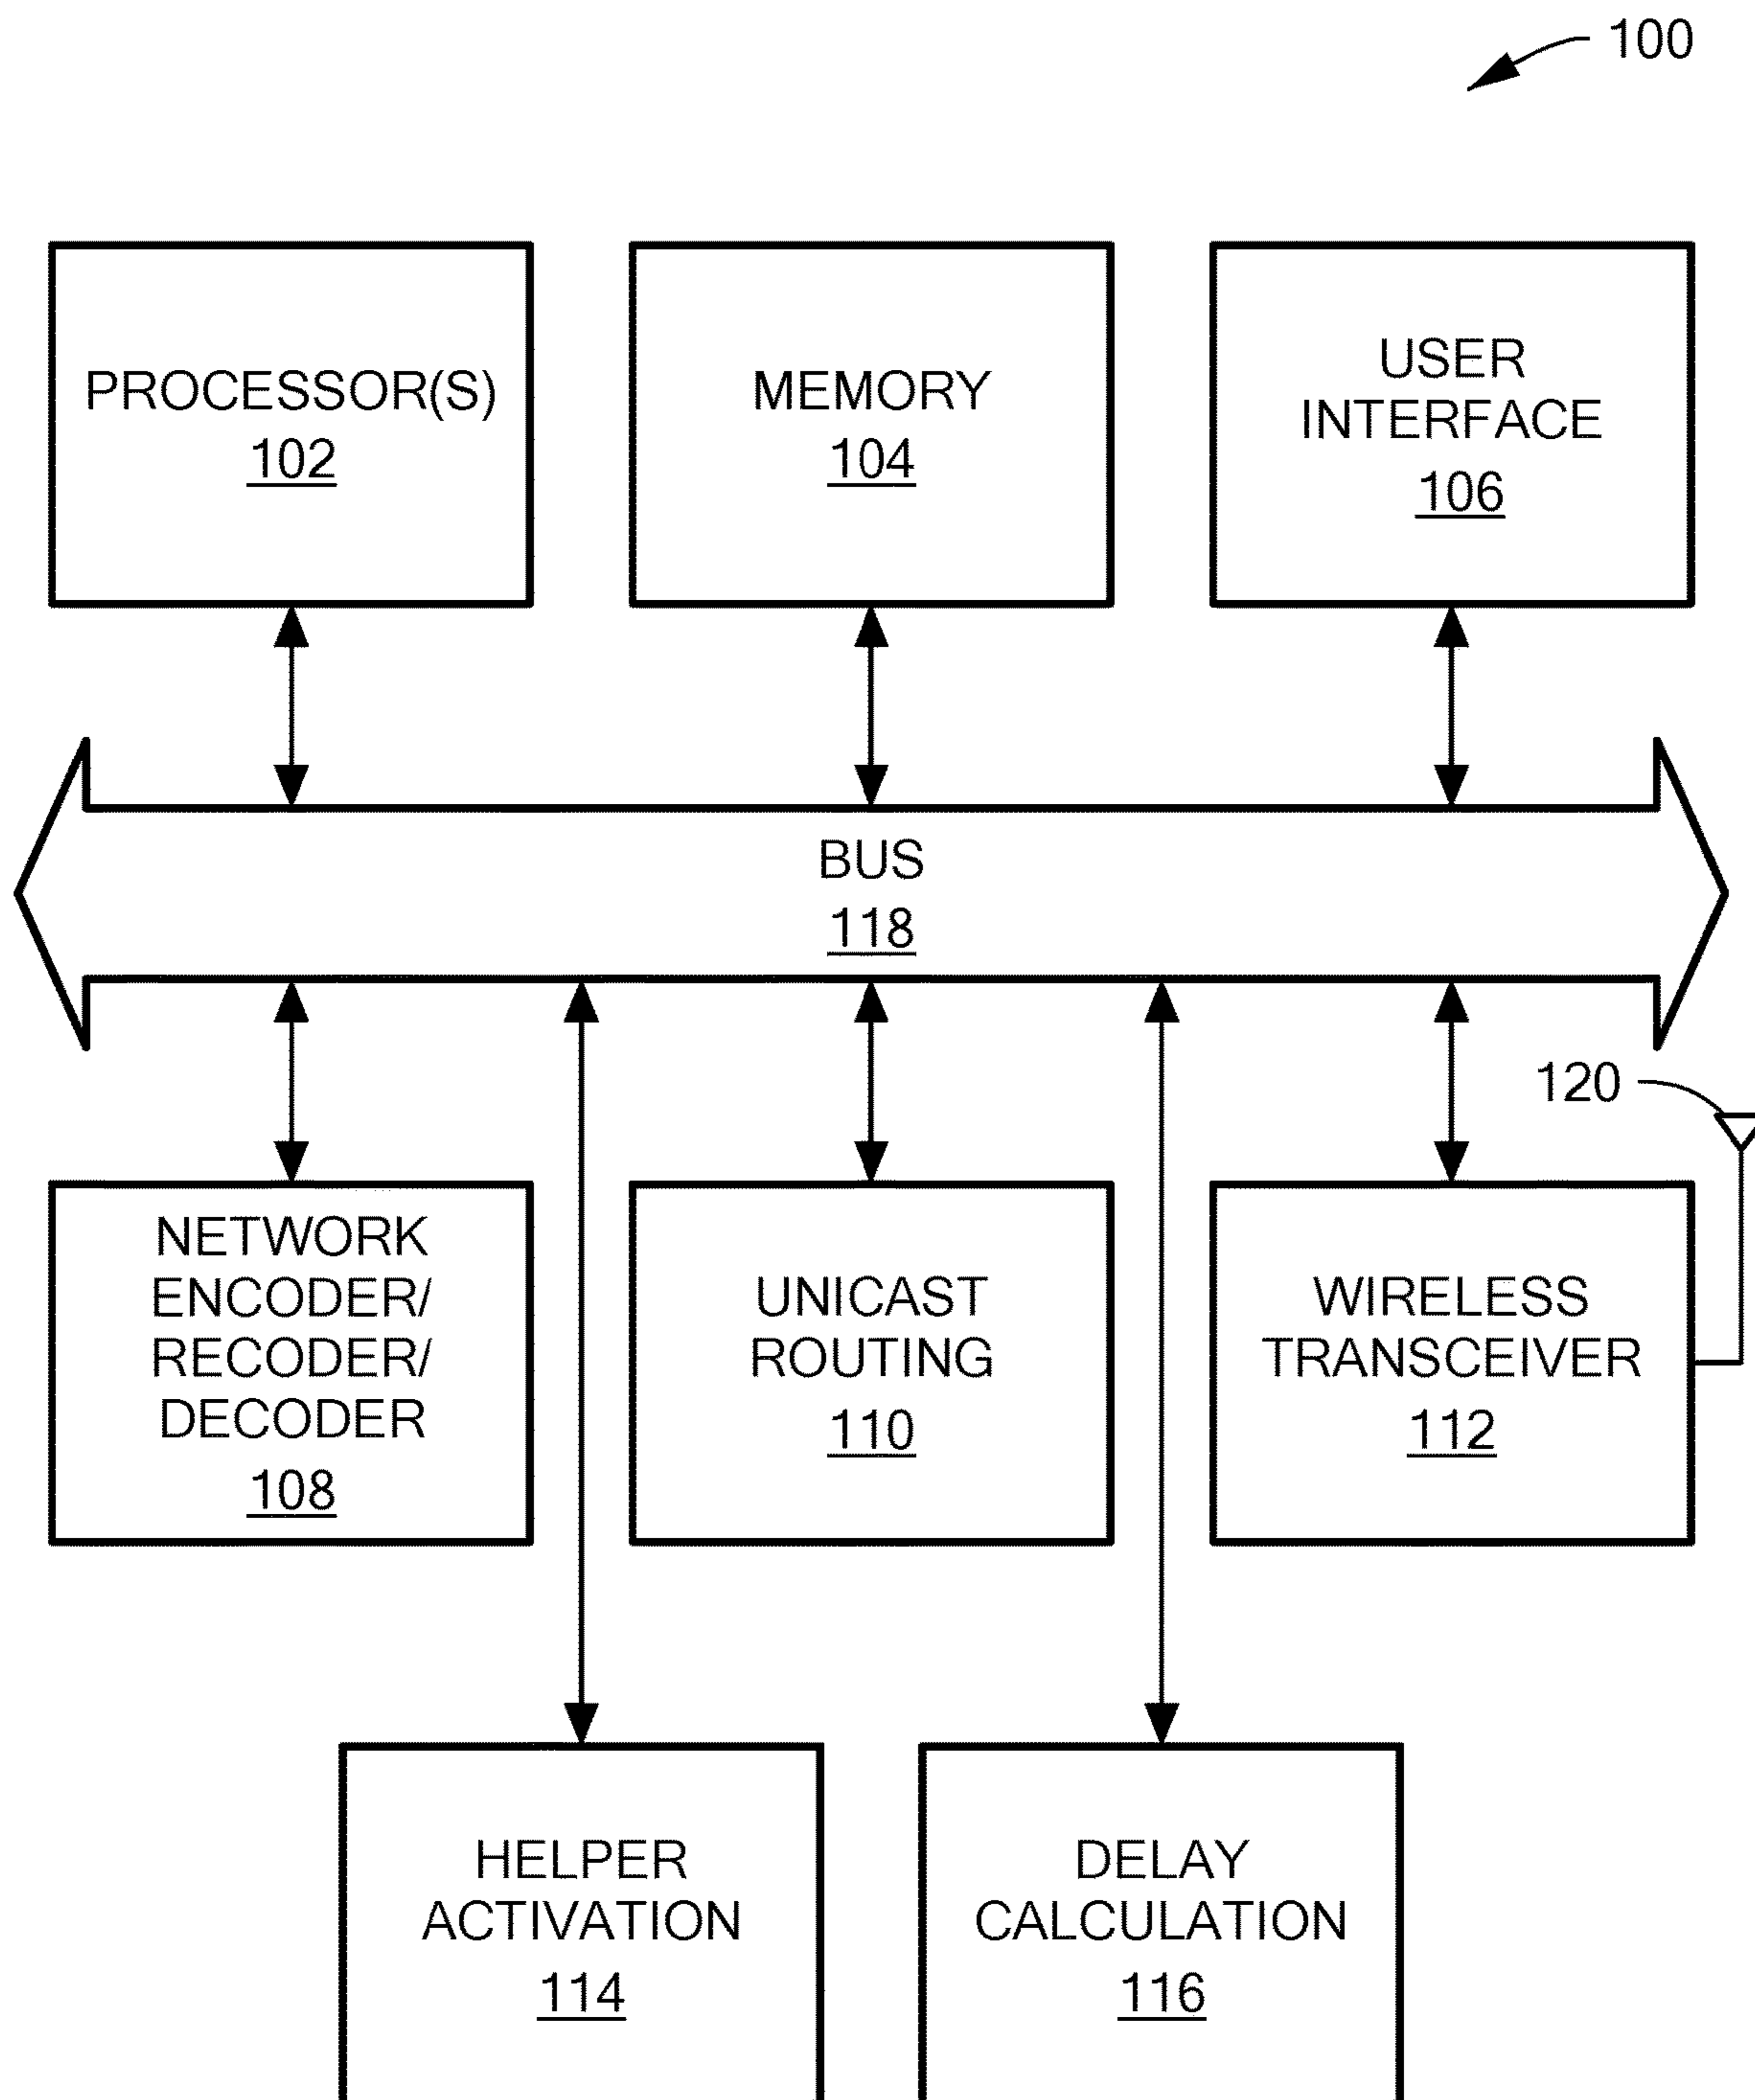 100
PROCESSOR(S)
102
MEMORY
104
USER
INTERFACE
106
BUS
118
120
NETWORK
ENCODER/
RECODER/
DECODER
108
UNICAST
ROUTING
110
WIRELESS
TRANSCEIVER
112
HELPER
ACTIVATION
114
DELAY
CALCULATION
116